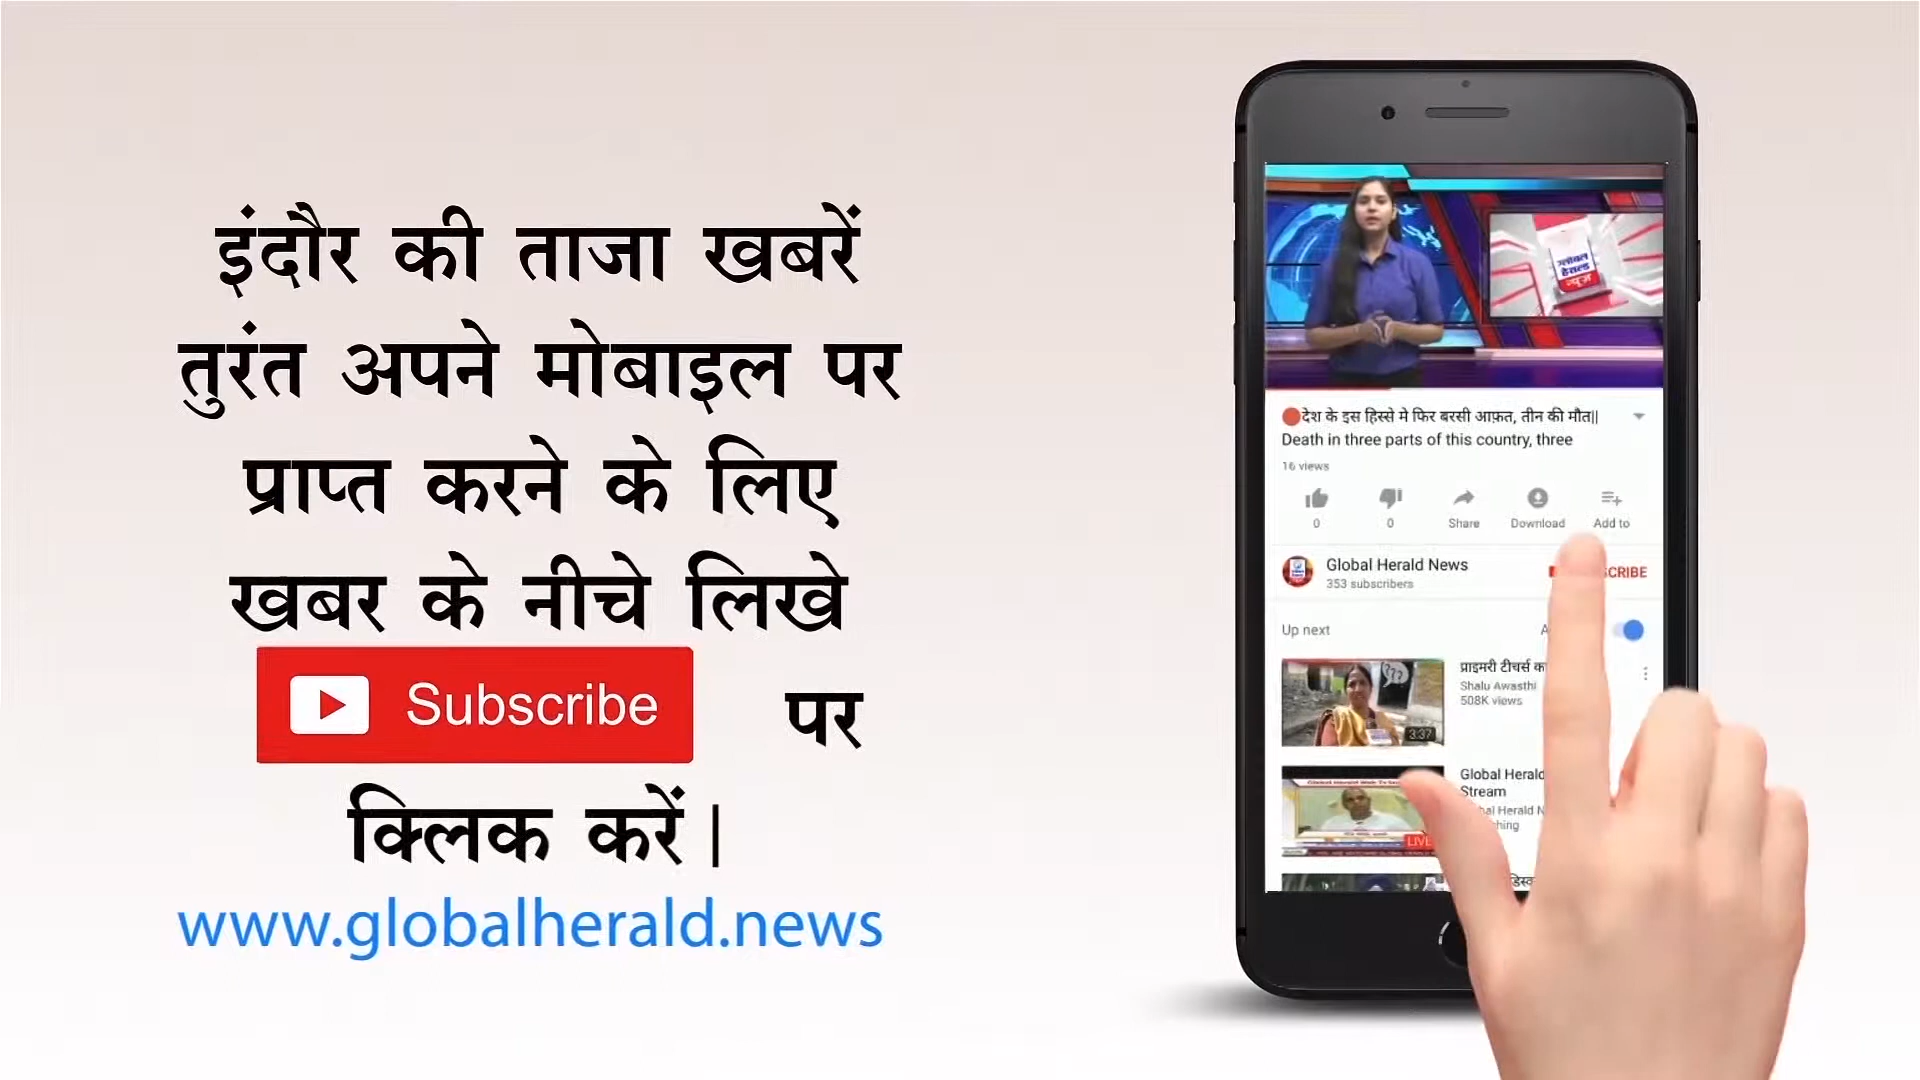 इंदौर की ताजा खबरें
तुरंत अपने मोबाइल पर
प्राप्त करने के लिए
खबर के नीचे लिखे
Subscribe पर
क्लिक करें|
www.globalherald.news
ग्लोबल
हेराल्ड
न्यूज़
देश के इस हिस्से मे फिर बरसी आफ़त, तीन की मौत||
Death in three parts of this country, three
16 views
0 0 Share Download Add to
Global Herald News
SCRIBE
353 subscribers
Up next
प्राइमरी टीचर्स
Shalu Awasthi
508K views
???
3:37
Global Herald
Stream
LIVE